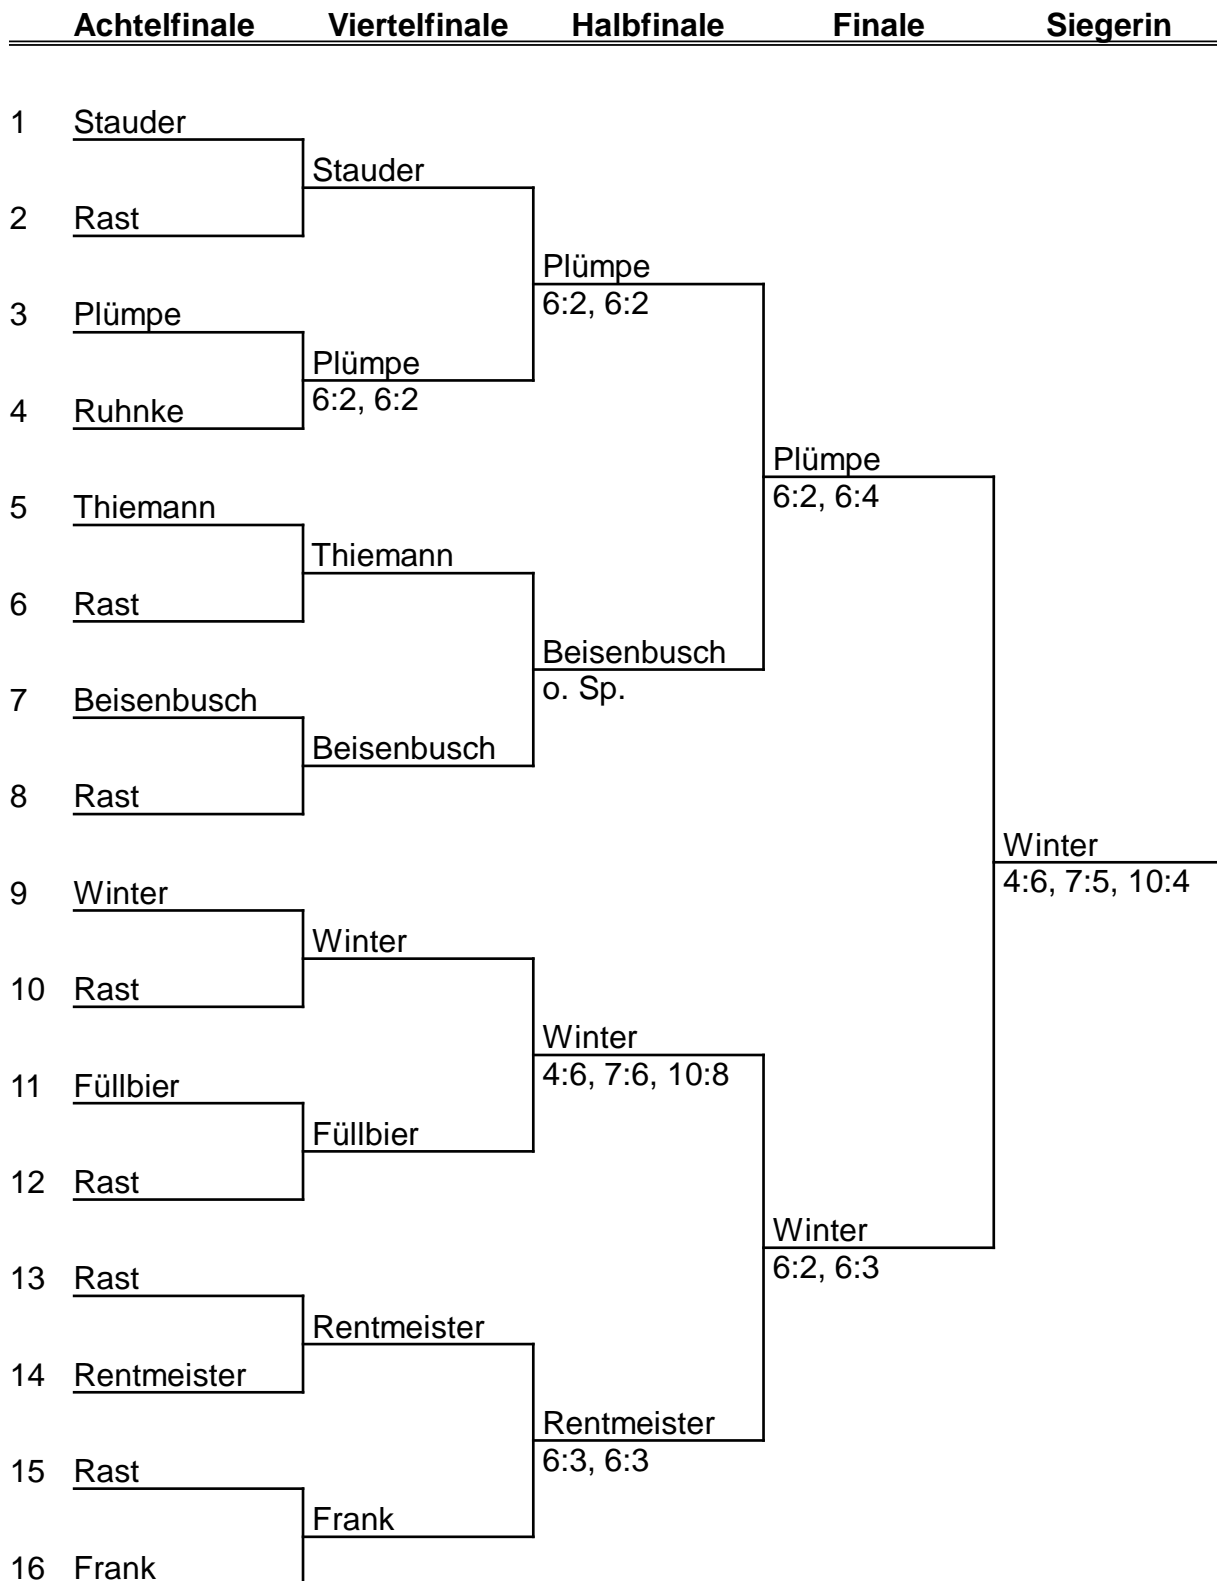 Achtelfinale Viertelfinale Halbfinale Finale Siegerin
1 Stauder
Stauder
2 Rast
Plümpe
6:2, 6:2
3 Plümpe
Plümpe
6:2, 6:2
4 Ruhnke
Plümpe
6:2, 6:4
5 Thiemann
Thiemann
6 Rast
Beisenbusch
o. Sp.
7 Beisenbusch
Beisenbusch
8 Rast
Winter
4:6, 7:5, 10:4
9 Winter
Winter
10 Rast
Winter
4:6, 7:6, 10:8
11 Füllbier
Füllbier
12 Rast
Winter
6:2, 6:3
13 Rast
Rentmeister
14 Rentmeister
Rentmeister
6:3, 6:3
15 Rast
Frank
16 Frank